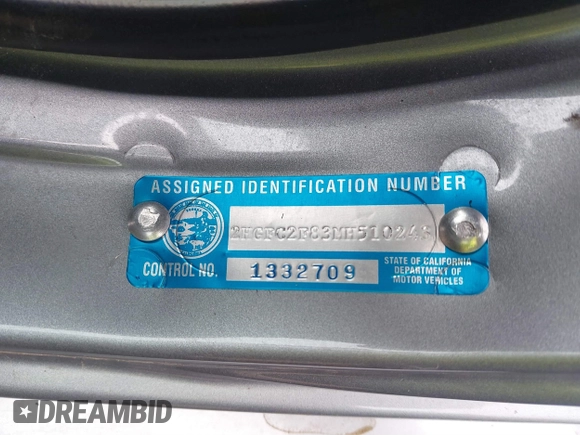 ASSIGNED IDENTIFICATION NUMBER
CONTROL NO.
1332709
STATE OF CALIFORNIA
DEPARTMENT OF
MOTOR VEHICLES
DREAMBID